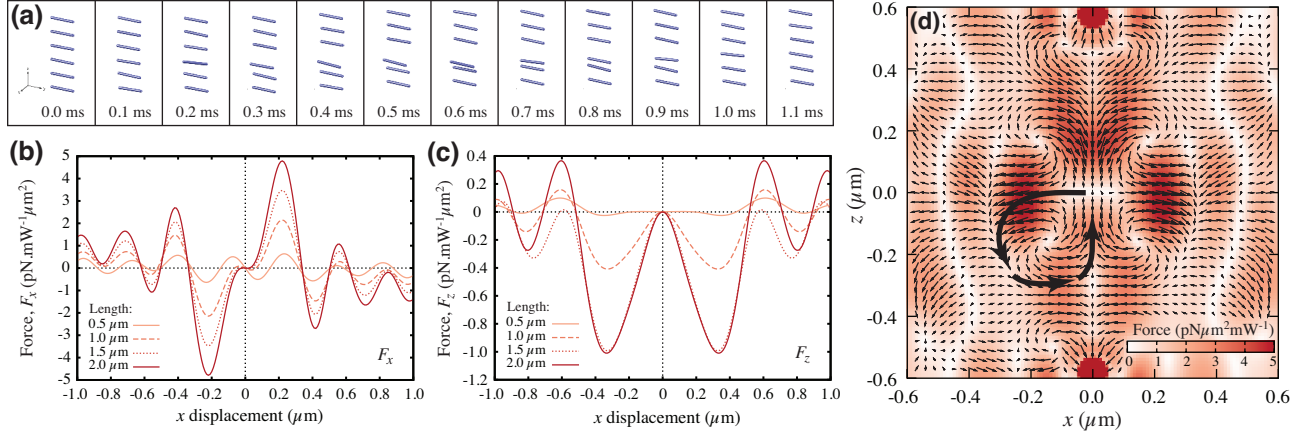 (a)
0.0 ms 0.1 ms 0.2 ms 0.3 ms 0.4 ms 0.5 ms 0.6 ms 0.7 ms 0.8 ms 0.9 ms 1.0 ms 1.1 ms
(b)
Force, Fx (pN.mW-1µm2)
5
4
3
2
1
0
-1
-2
-3
-4
-5
Length:
0.5 µm
1.0 µm
1.5 µm
2.0 µm
Fx
-1.0 -0.8 -0.6 -0.4 -0.2 0 0.2 0.4 0.6 0.8 1.0
x displacement (µm)
(c)
Force, Fz (pN.mW-1µm2)
0.4
0.2
0
-0.2
-0.4
-0.6
-0.8
-1.0
-1.2
Length:
0.5 µm
1.0 µm
1.5 µm
2.0 µm
Fz
-1.0 -0.8 -0.6 -0.4 -0.2 0 0.2 0.4 0.6 0.8 1.0
x displacement (µm)
(d)
z (µm)
0.6
0.4
0.2
0.0
-0.2
-0.4
-0.6
Force (pNµm2mW-1)
0 1 2 3 4 5
-0.6 -0.4 -0.2 0.0 0.2 0.4 0.6
x (µm)